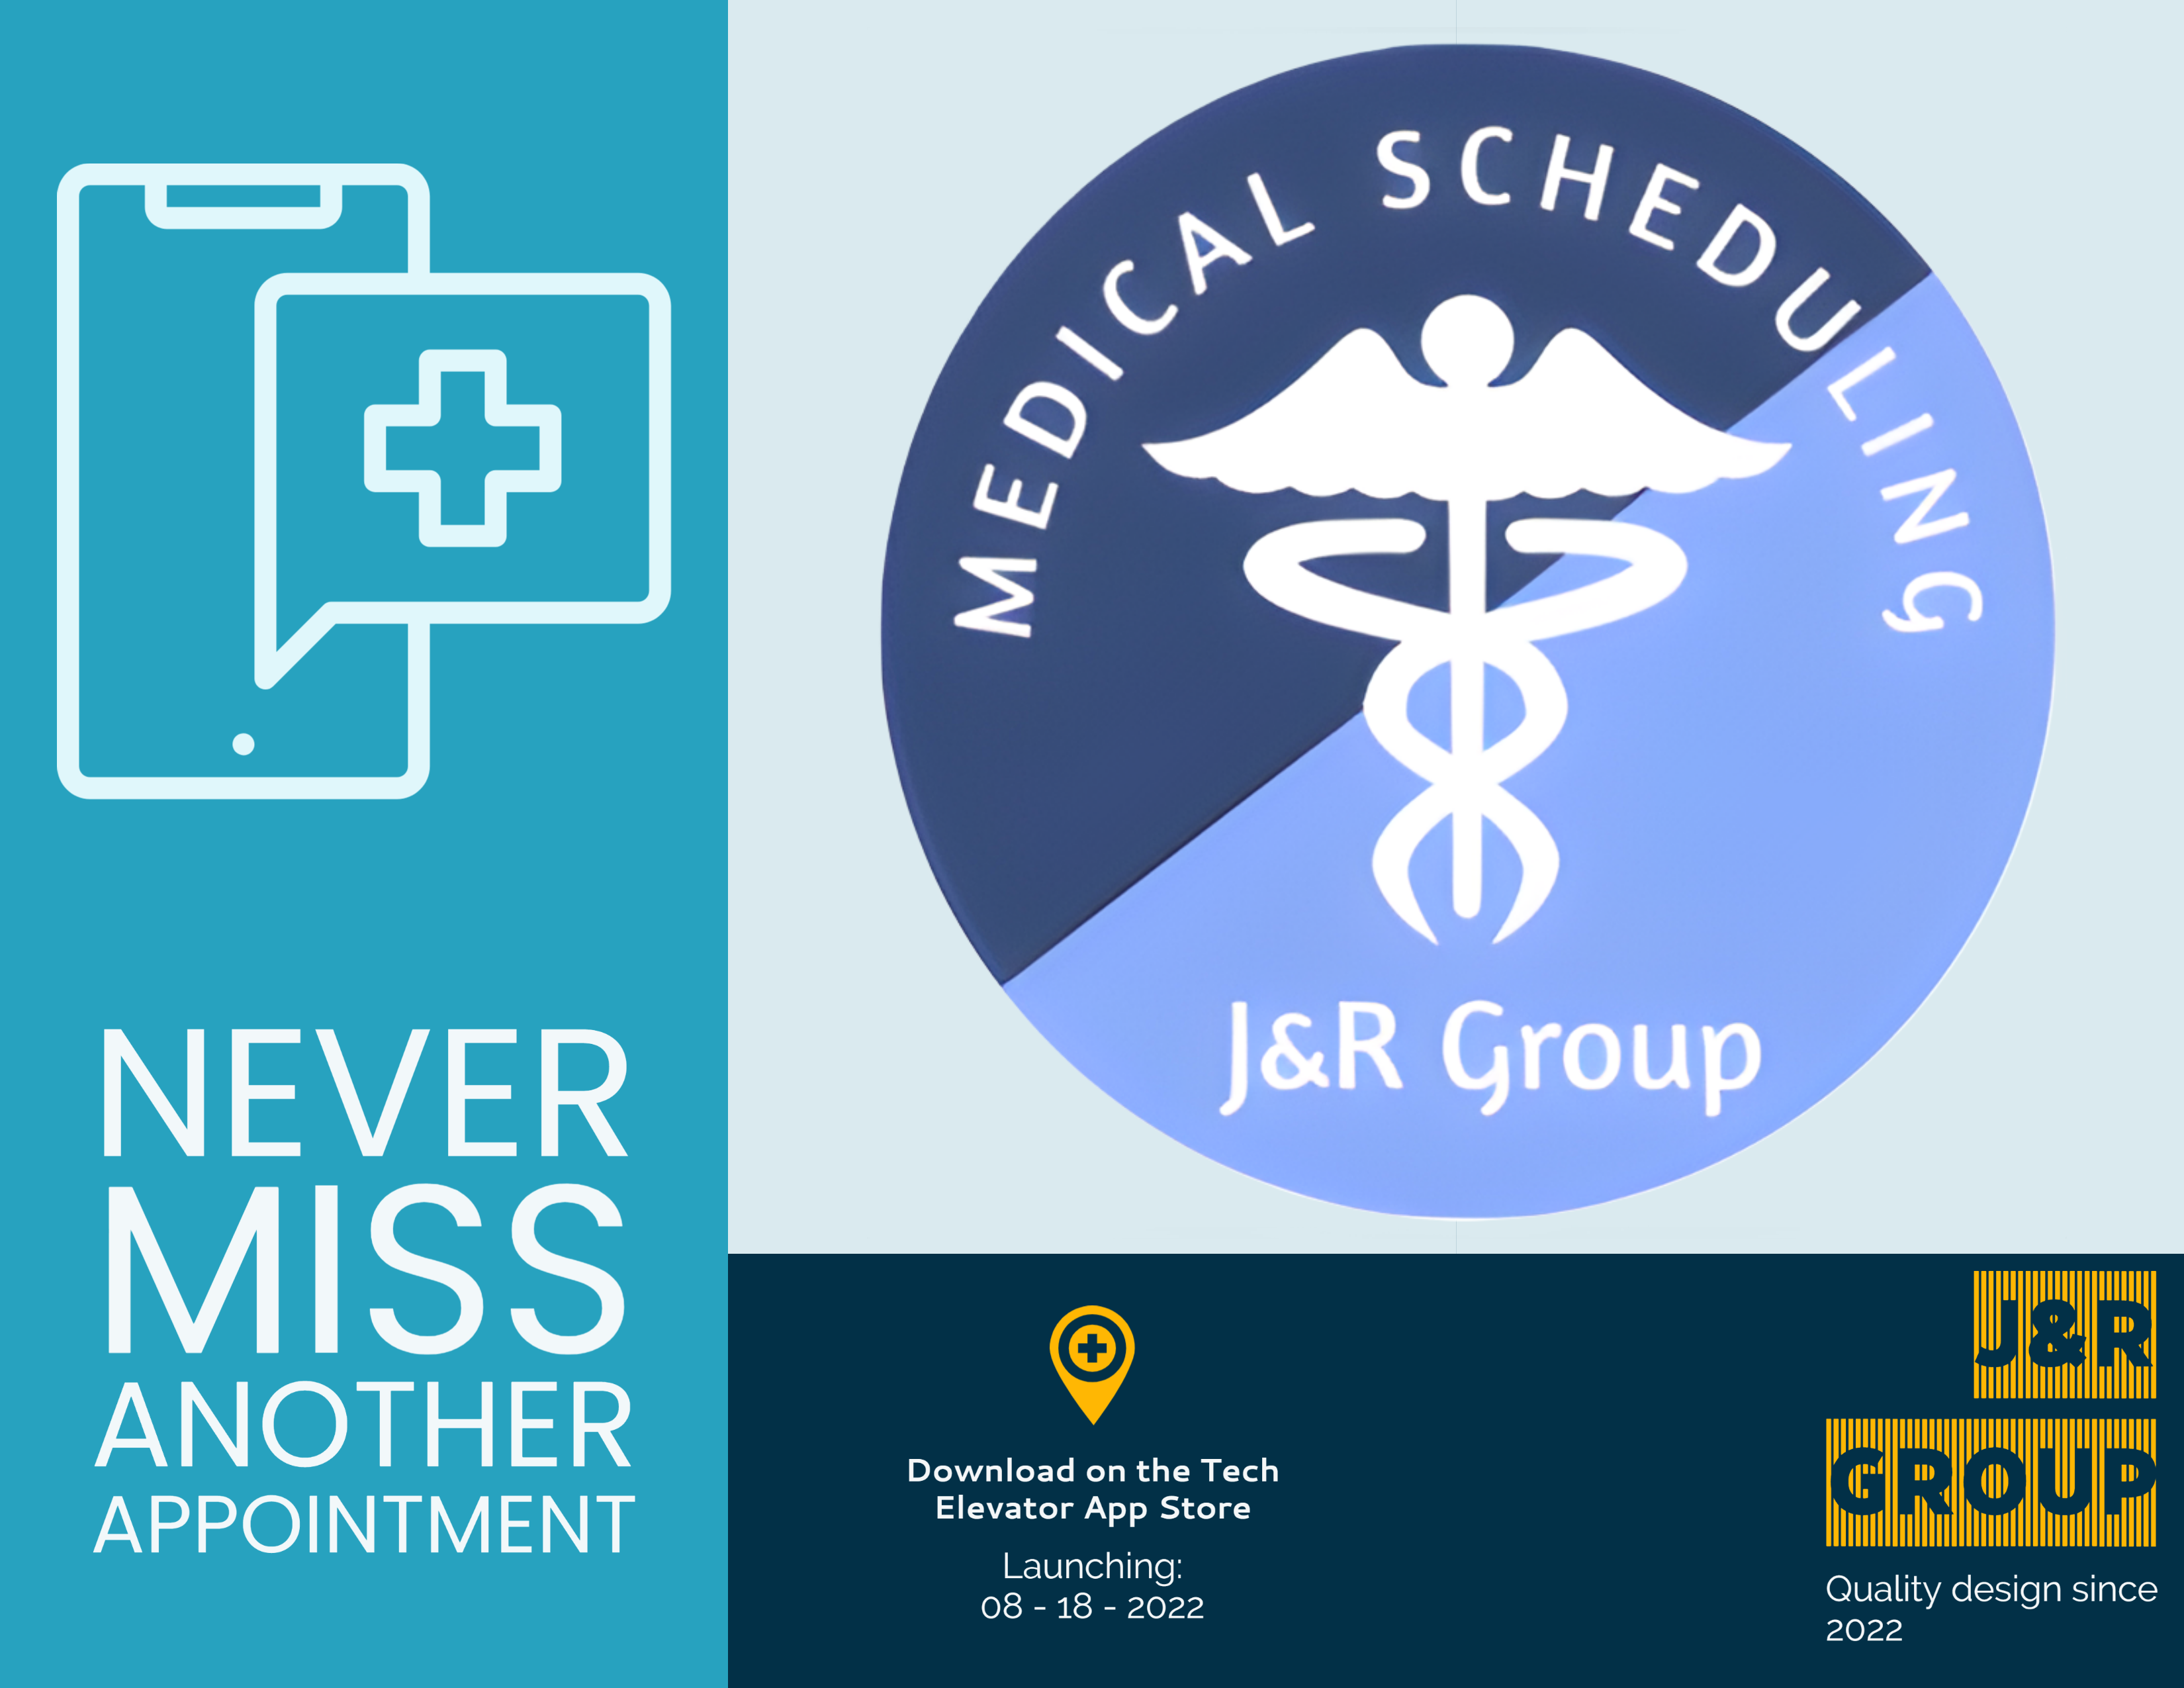 NEVER
MISS
ANOTHER
APPOINTMENT
MEDICAL SCHEDULING
J&R Group
Download on the Tech
Elevator App Store
Launching:
08 - 18 - 2022
J&R
GROUP
Quality design since
2022